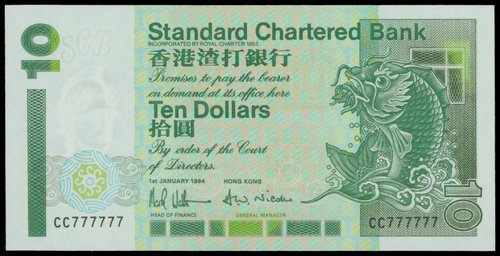 10
Standard Chartered Bank
INCORPORATED BY ROYAL CHARTER 1853
香港渣打銀行
Promises to pay the bearer
on demand at its office here
Ten Dollars
拾圓
By order of the Court
of Directors.
1ST JANUARY 1994 HONG KONG
HEAD OF FINANCE GENERAL MANAGER
CC777777
CC777777
10